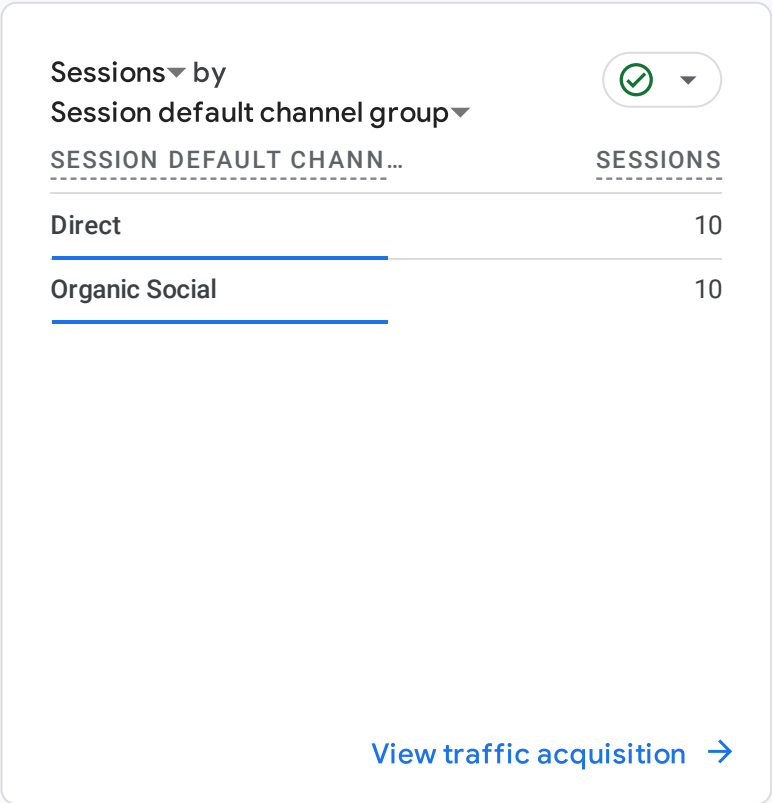 Sessions by
Session default channel group
SESSION DEFAULT CHANN… SESSIONS
Direct 10
Organic Social 10
View traffic acquisition